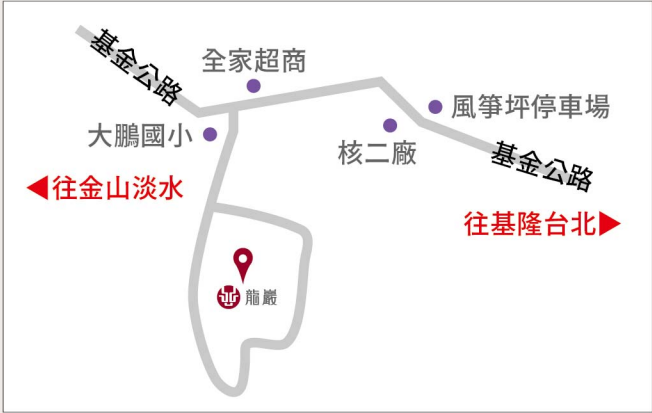 基金公路
全家超商
大鵬國小
風箏坪停車場
核二廠
基金公路
◀往金山淡水
往基隆台北▶
龍巖